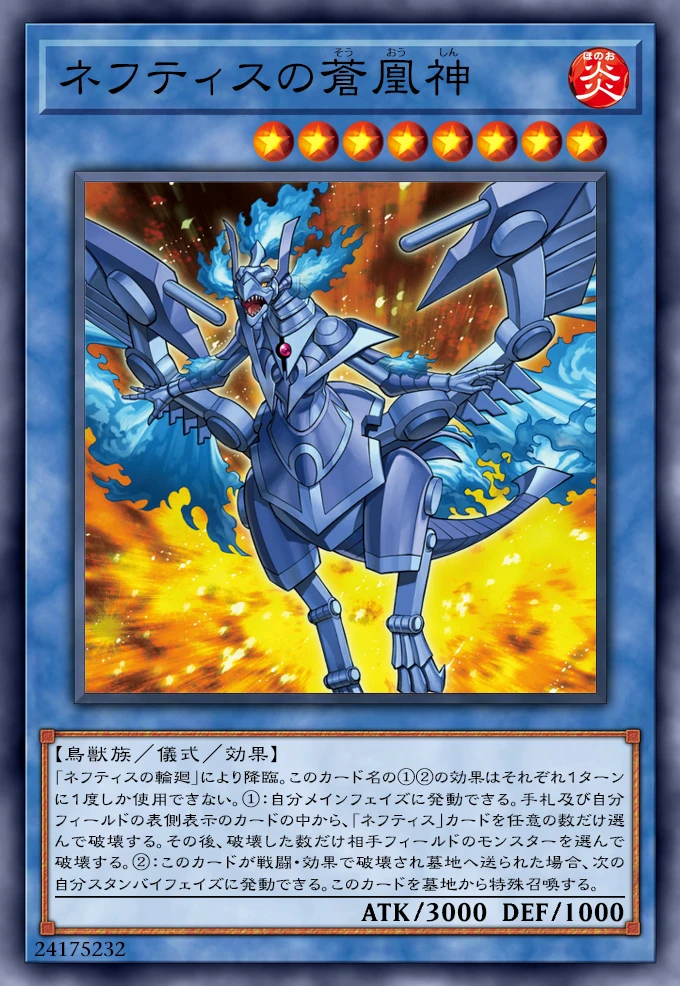 そう おう しん
ネフティスの蒼凰神
ほのお
炎
【鳥獣族／儀式／効果】
「ネフティスの輪廻」により降臨。このカード名の①②の効果はそれぞれ1ターン
に1度しか使用できない。①：自分メインフェイズに発動できる。手札及び自分
フィールドの表側表示のカードの中から、「ネフティス」カードを任意の数だけ選
んで破壊する。その後、破壊した数だけ相手フィールドのモンスターを選んで
破壊する。②：このカードが戦闘・効果で破壊され墓地へ送られた場合、次の
自分スタンバイフェイズに発動できる。このカードを墓地から特殊召喚する。
ATK/3000 DEF/1000
24175232